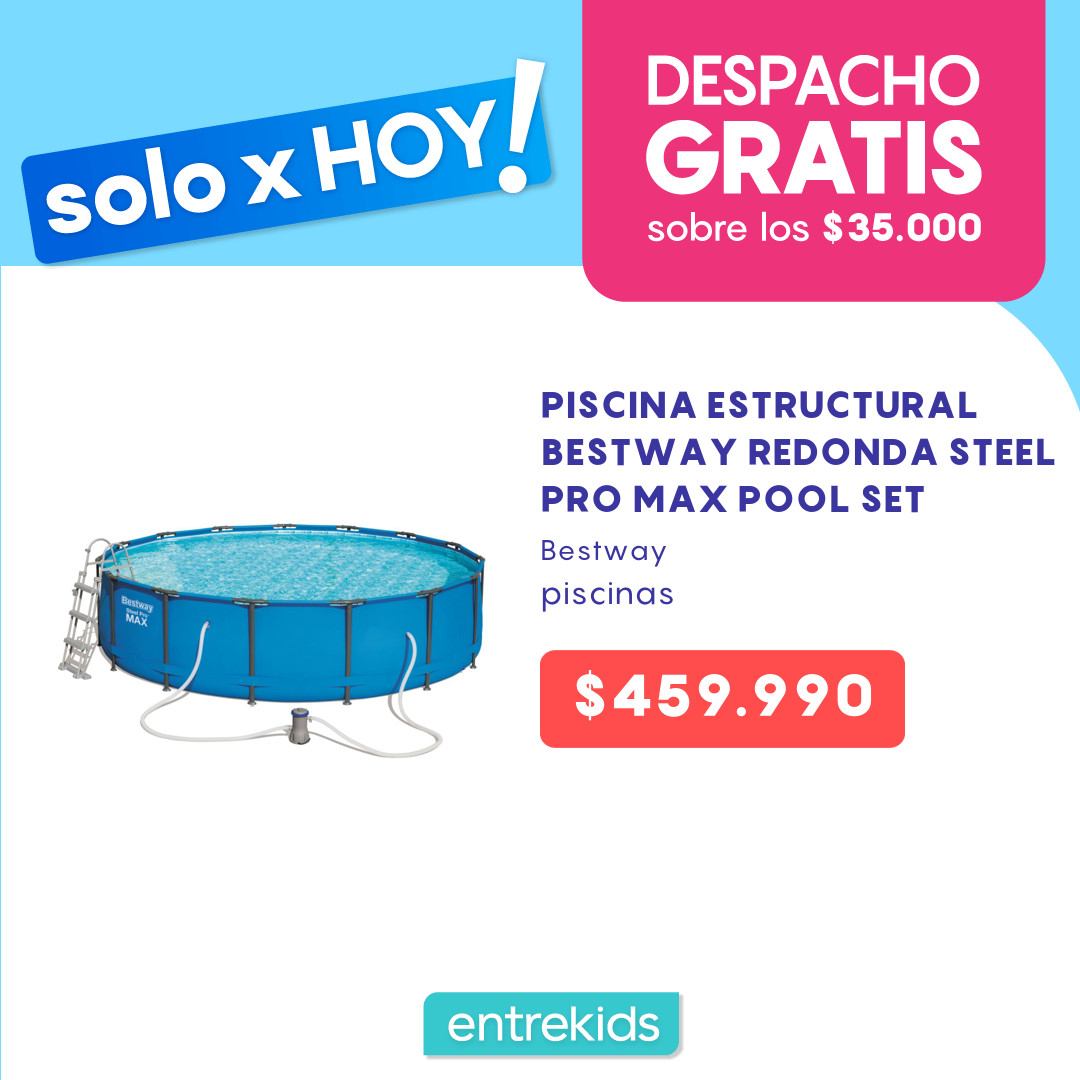 solo x HOY!
DESPACHO
GRATIS
sobre los $35.000
PISCINA ESTRUCTURAL
BESTWAY REDONDA STEEL
PRO MAX POOL SET
Bestway
piscinas
$459.990
Bestway
Steel Pro
MAX
entrekids